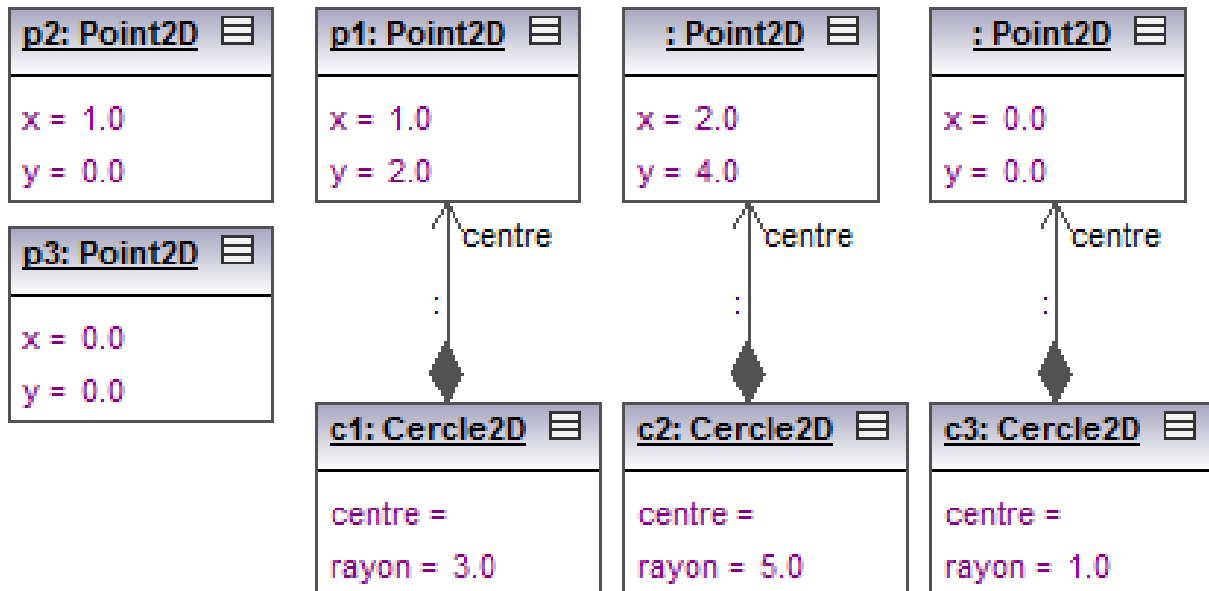 p2: Point2D
x = 1.0
y = 0.0
p1: Point2D
x = 1.0
y = 2.0
: Point2D
x = 2.0
y = 4.0
: Point2D
x = 0.0
y = 0.0
p3: Point2D
x = 0.0
y = 0.0
centre
:
centre
:
centre
:
c1: Cercle2D
centre =
rayon = 3.0
c2: Cercle2D
centre =
rayon = 5.0
c3: Cercle2D
centre =
rayon = 1.0